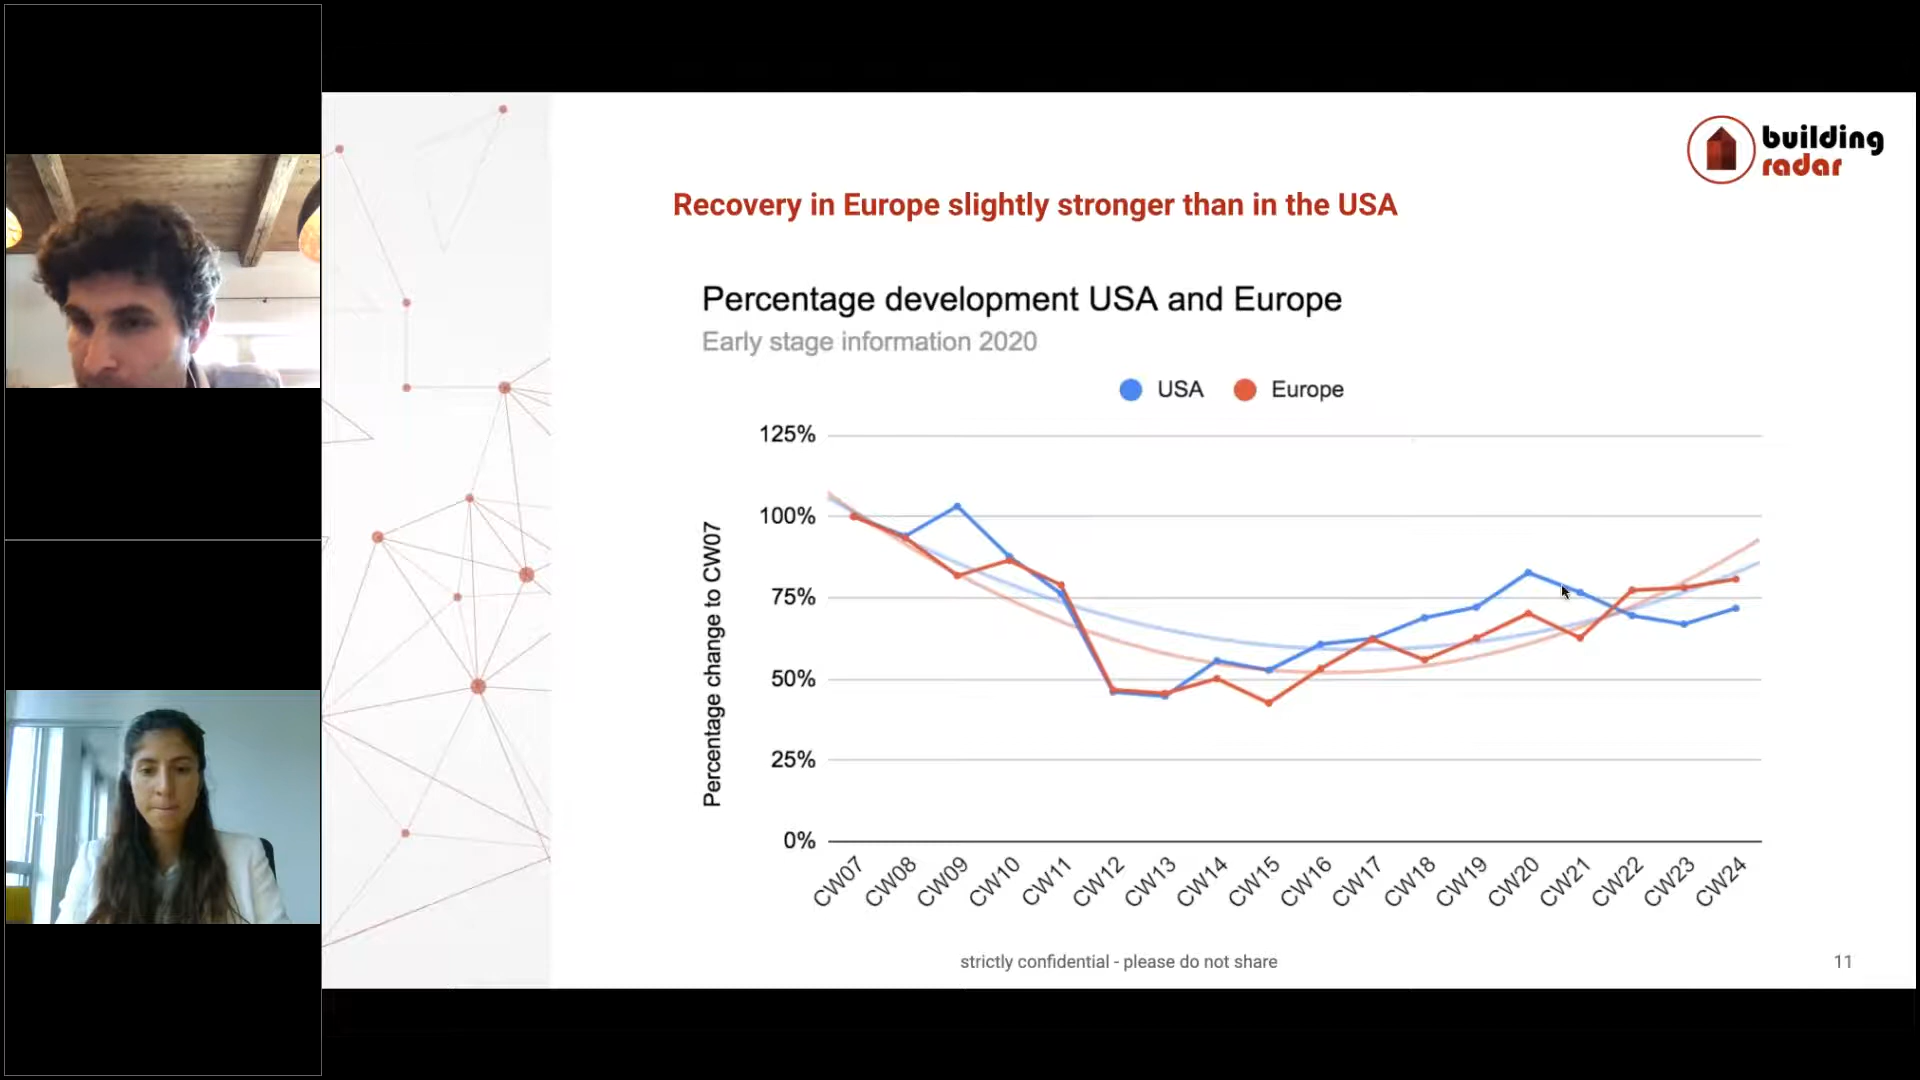 building
radar
Recovery in Europe slightly stronger than in the USA
Percentage development USA and Europe
Early stage information 2020
USA
Europe
Percentage change to CW07
125%
100%
75%
50%
25%
0%
CW07
CW08
CW09
CW10
CW11
CW12
CW13
CW14
CW15
CW16
CW17
CW18
CW19
CW20
CW21
CW22
CW23
CW24
strictly confidential - please do not share
11